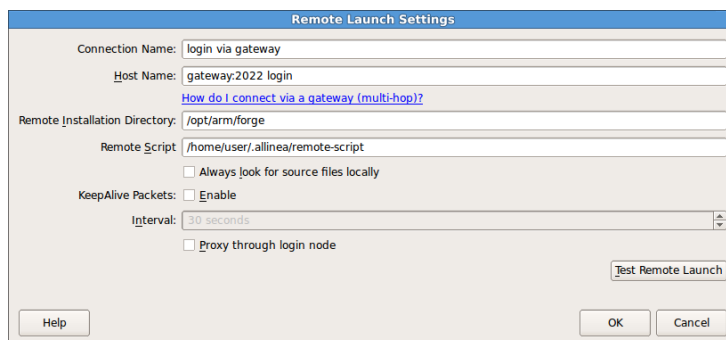 Remote Launch Settings
Connection Name: login via gateway
Host Name: gateway:2022 login
How do I connect via a gateway (multi-hop)?
Remote Installation Directory: /opt/arm/forge
Remote Script /home/user/.allinea/remote-script
Always look for source files locally
KeepAlive Packets: Enable
Interval: 30 seconds
Proxy through login node
Test Remote Launch
Help OK Cancel